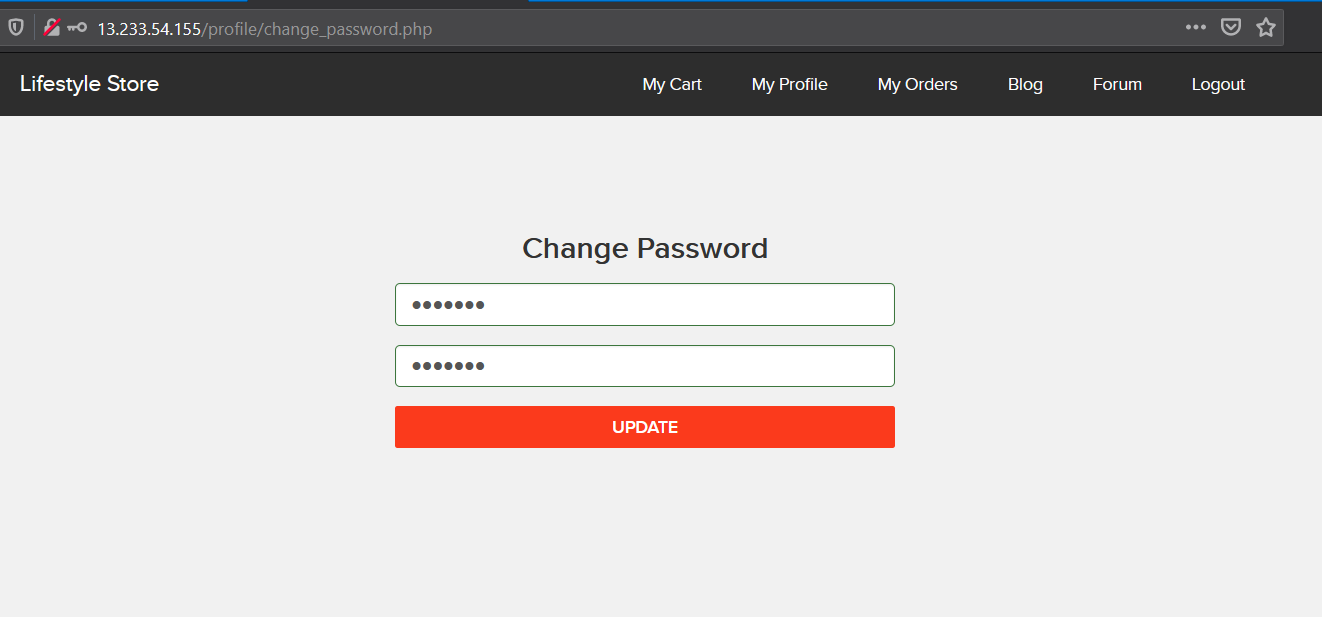 13.233.54.155/profile/change_password.php
Lifestyle Store My Cart My Profile My Orders Blog Forum Logout
Change Password
•••••••
•••••••
UPDATE